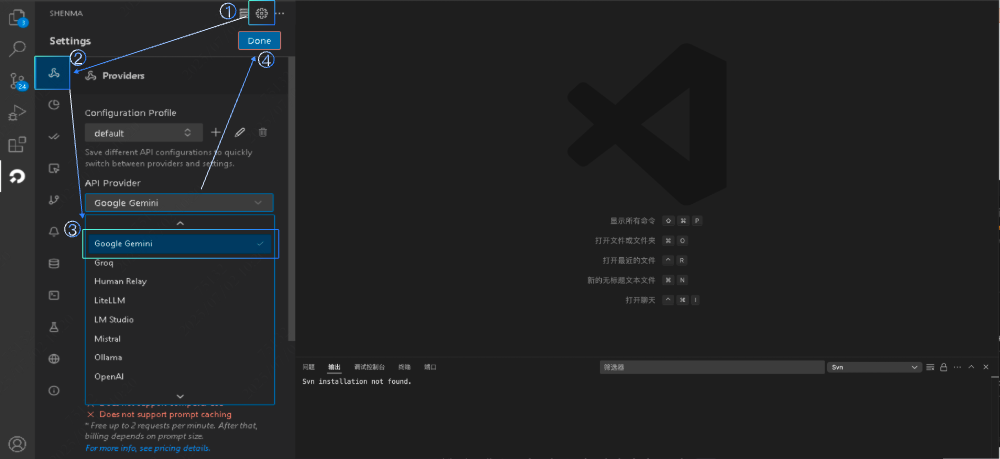 SHENMA
①
Settings
Done
②
④
Providers
Configuration Profile
default
Save different API configurations to quickly
switch between providers and settings.
API Provider
Google Gemini
③
Google Gemini
Groq
Human Relay
LiteLLM
LM Studio
Mistral
Ollama
OpenAI
Does not support prompt caching
* Free up to 2 requests per minute. After that,
billing depends on prompt size.
For more info, see pricing details.
3
24
显示所有命令 ⇧ ⌘ P
打开文件或文件夹 ⌘ O
打开最近的文件 ^ R
新的无标题文本文件 ⌘ N
打开聊天 ^ ⌘ I
问题 输出 调试控制台 终端 端口
筛选器
Svn
Svn installation not found.